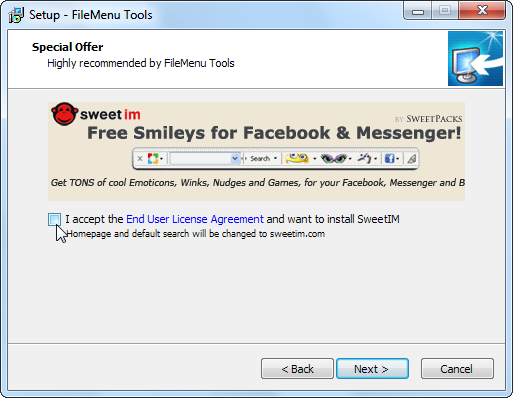 Setup - FileMenu Tools
Special Offer
Highly recommended by FileMenu Tools
sweetim
BY SWEETPACKS
Free Smileys for Facebook & Messenger!
Search
Get TONS of cool Emoticons, Winks, Nudges and Games, for your Facebook, Messenger and B
I accept the End User License Agreement and want to install SweetIM
Homepage and default search will be changed to sweetim.com
< Back
Next >
Cancel